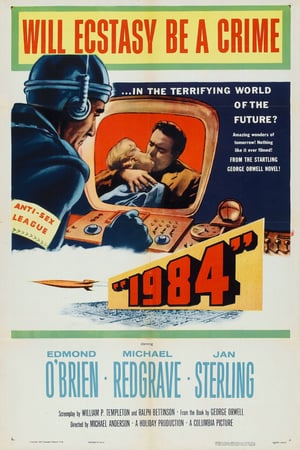 WILL ECSTASY BE A CRIME
...IN THE TERRIFYING WORLD
OF THE FUTURE?
Amazing wonders of
tomorrow! Nothing
like it ever filmed!
FROM THE STARTLING
GEORGE ORWELL NOVEL!
ANTI-SEX
LEAGUE
"1984"
starring
EDMOND MICHAEL JAN
O'BRIEN · REDGRAVE · STERLING
Screenplay by WILLIAM P. TEMPLETON and RALPH BETTINSON · From the Book by GEORGE ORWELL
Directed by MICHAEL ANDERSON · A HOLIDAY PRODUCTION · A COLUMBIA PICTURE